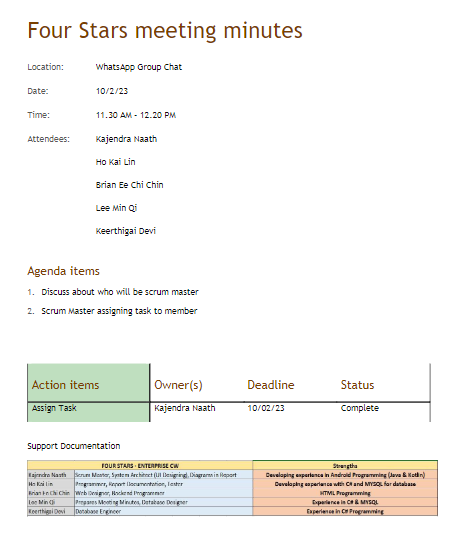 Four Stars meeting minutes
Location: WhatsApp Group Chat
Date: 10/2/23
Time: 11.30 AM - 12.20 PM
Attendees: Kajendra Naath
Ho Kai Lin
Brian Ee Chi Chin
Lee Min Qi
Keerthigai Devi
Agenda items
1. Discuss about who will be scrum master
2. Scrum Master assigning task to member
Action items Owner(s) Deadline Status
Assign Task Kajendra Naath 10/02/23 Complete
Support Documentation
FOUR STARS - ENTERPRISE CW Strengths
Kajendra Naath Scrum Master, System Architect (UI Designing), Diagrams in Report Developing experience in Android Programming (Java & Kotlin)
Ho Kai Lin Programmer, Report Documentation, Tester Developing experience with C# and MYSQL for database
Brian Ee Chi Chin Web Designer, Backend Programmer HTML Programming
Lee Min Qi Prepares Meeting Minutes, Database Designer Experience in C# & MYSQL
Keerthigai Devi Database Engineer Experience in C# Programming